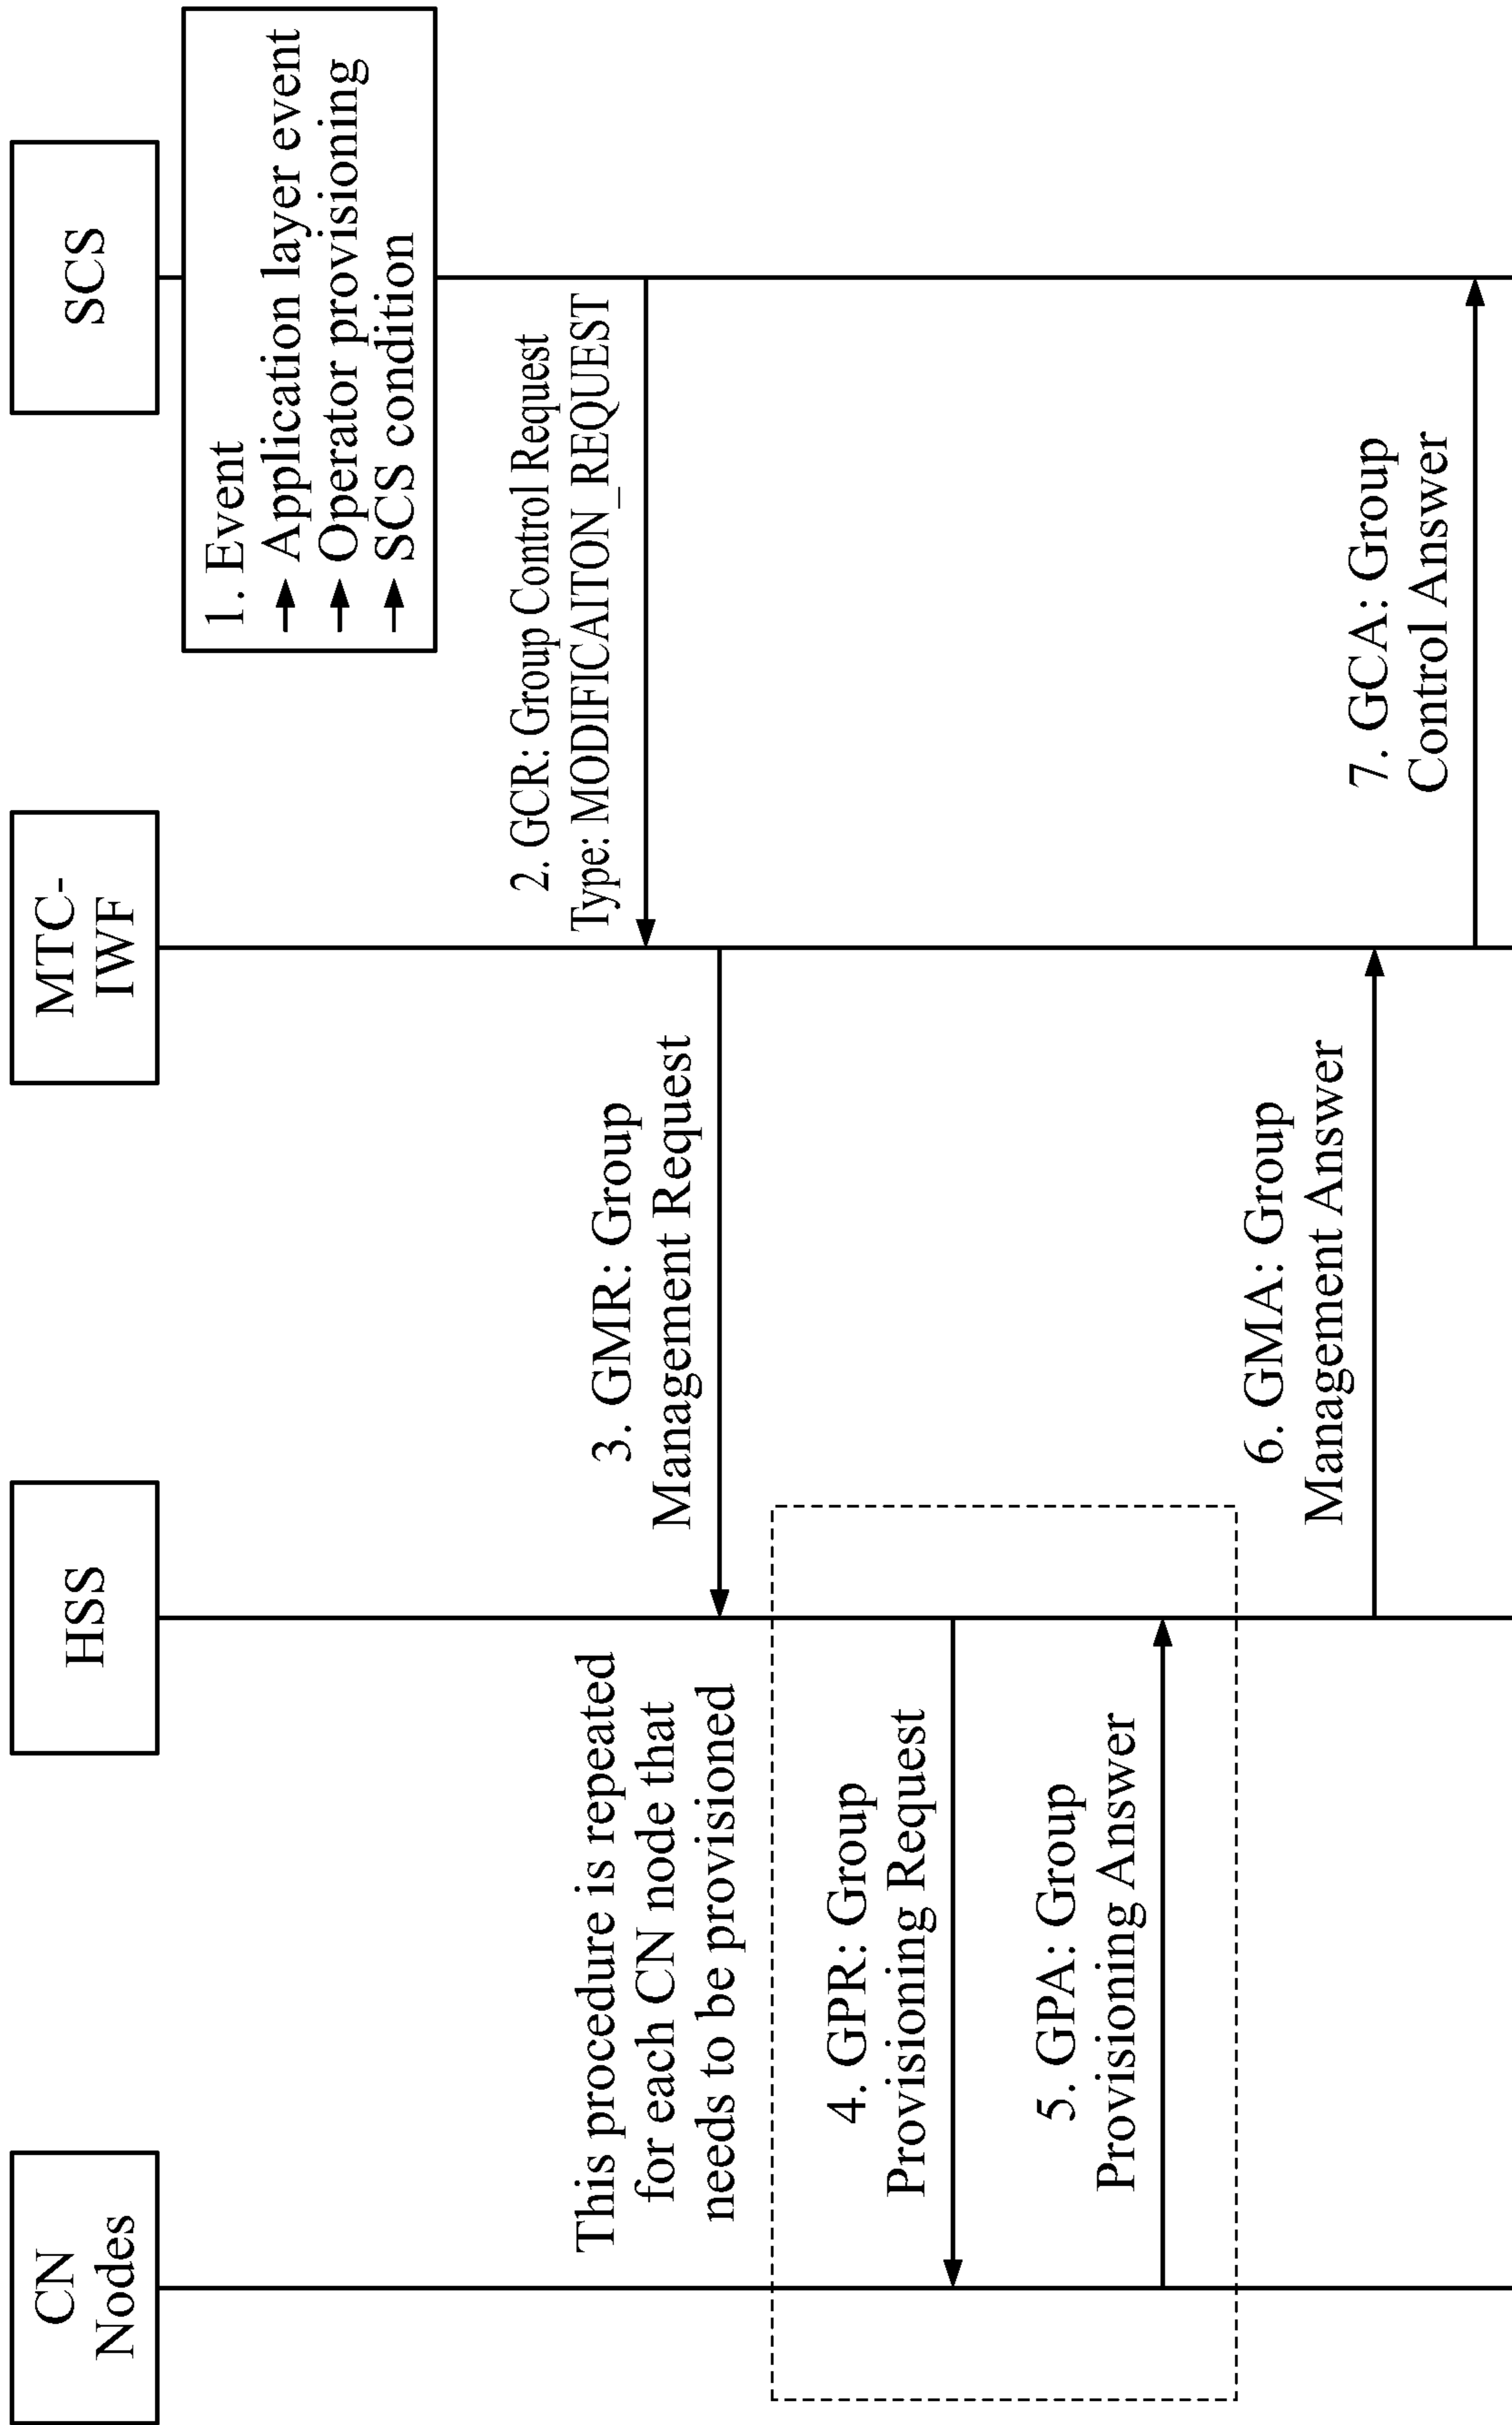 CN
Nodes
HSS
MTC-
IWF
SCS
1. Event
→ Application layer event
→ Operator provisioning
→ SCS condition
2. GCR: Group Control Request
Type: MODIFICAITON_REQUEST
3. GMR: Group
Management Request
This procedure is repeated
for each CN node that
needs to be provisioned
4. GPR: Group
Provisioning Request
5. GPA: Group
Provisioning Answer
6. GMA: Group
Management Answer
7. GCA: Group
Control Answer